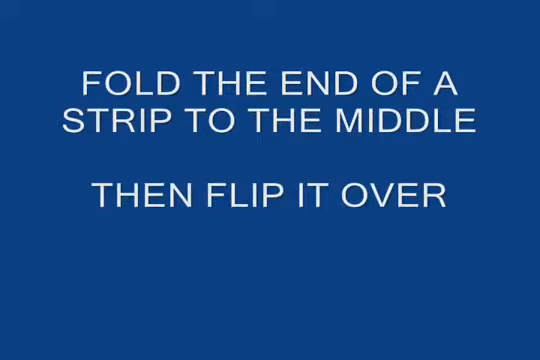 FOLD THE END OF A
STRIP TO THE MIDDLE
THEN FLIP IT OVER